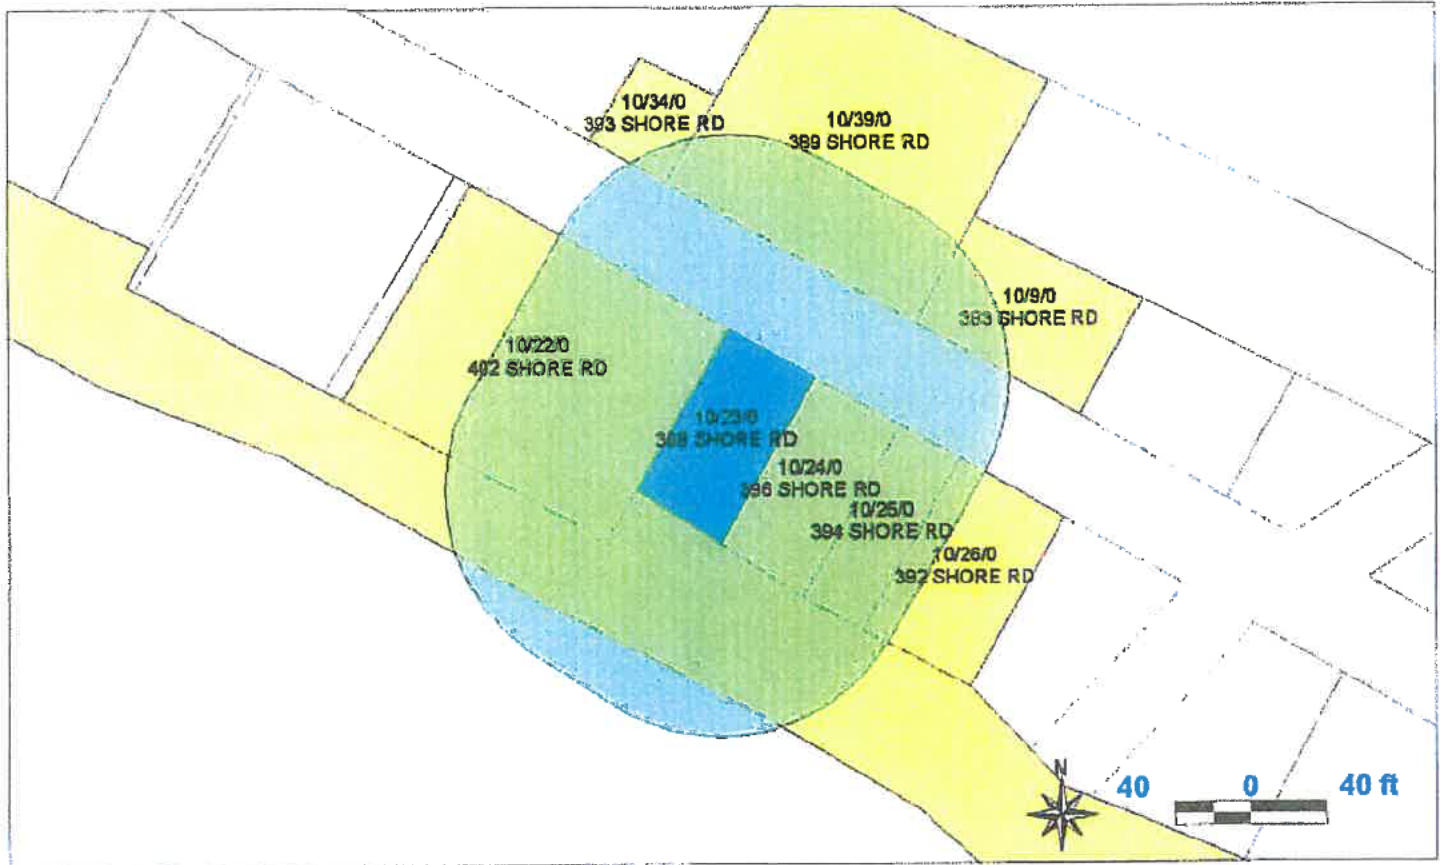 10/34/0
393 SHORE RD
10/39/0
389 SHORE RD
10/9/0
383 SHORE RD
10/22/0
402 SHORE RD
10/23/0
SHORE RD
10/24/0
396 SHORE RD
10/25/0
394 SHORE RD
10/26/0
392 SHORE RD
N
40 0 40 ft